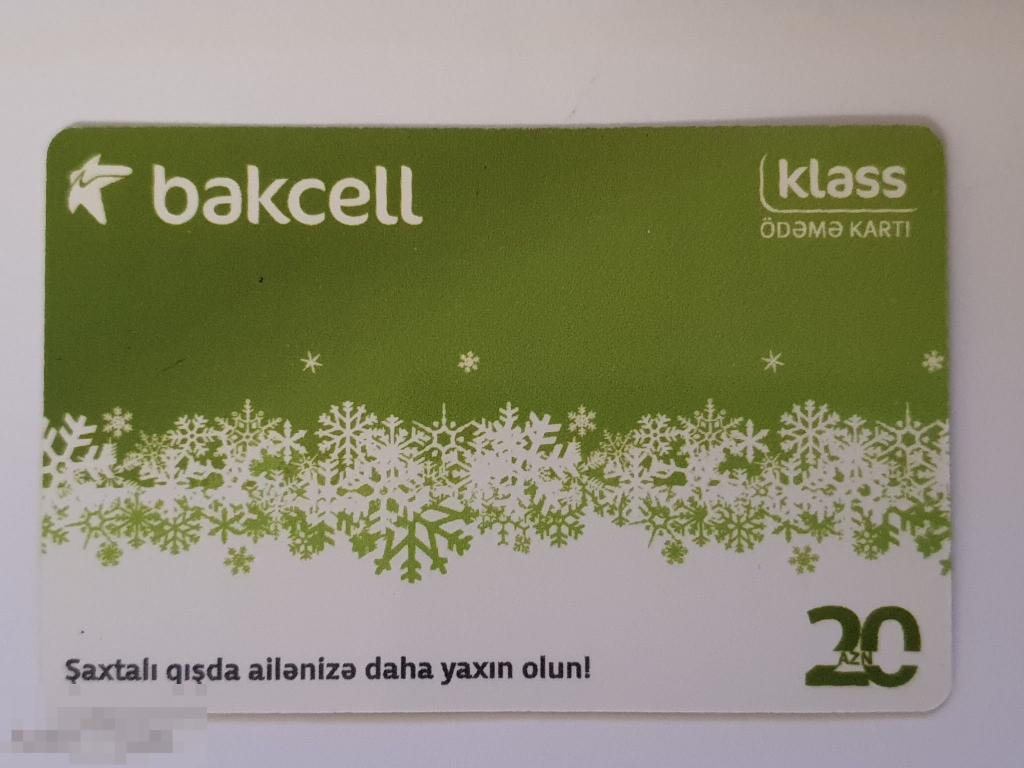 bakcell
klass
ÖDƏMƏ KARTI
Şaxtalı qışda ailənizə daha yaxın olun!
20
AZN